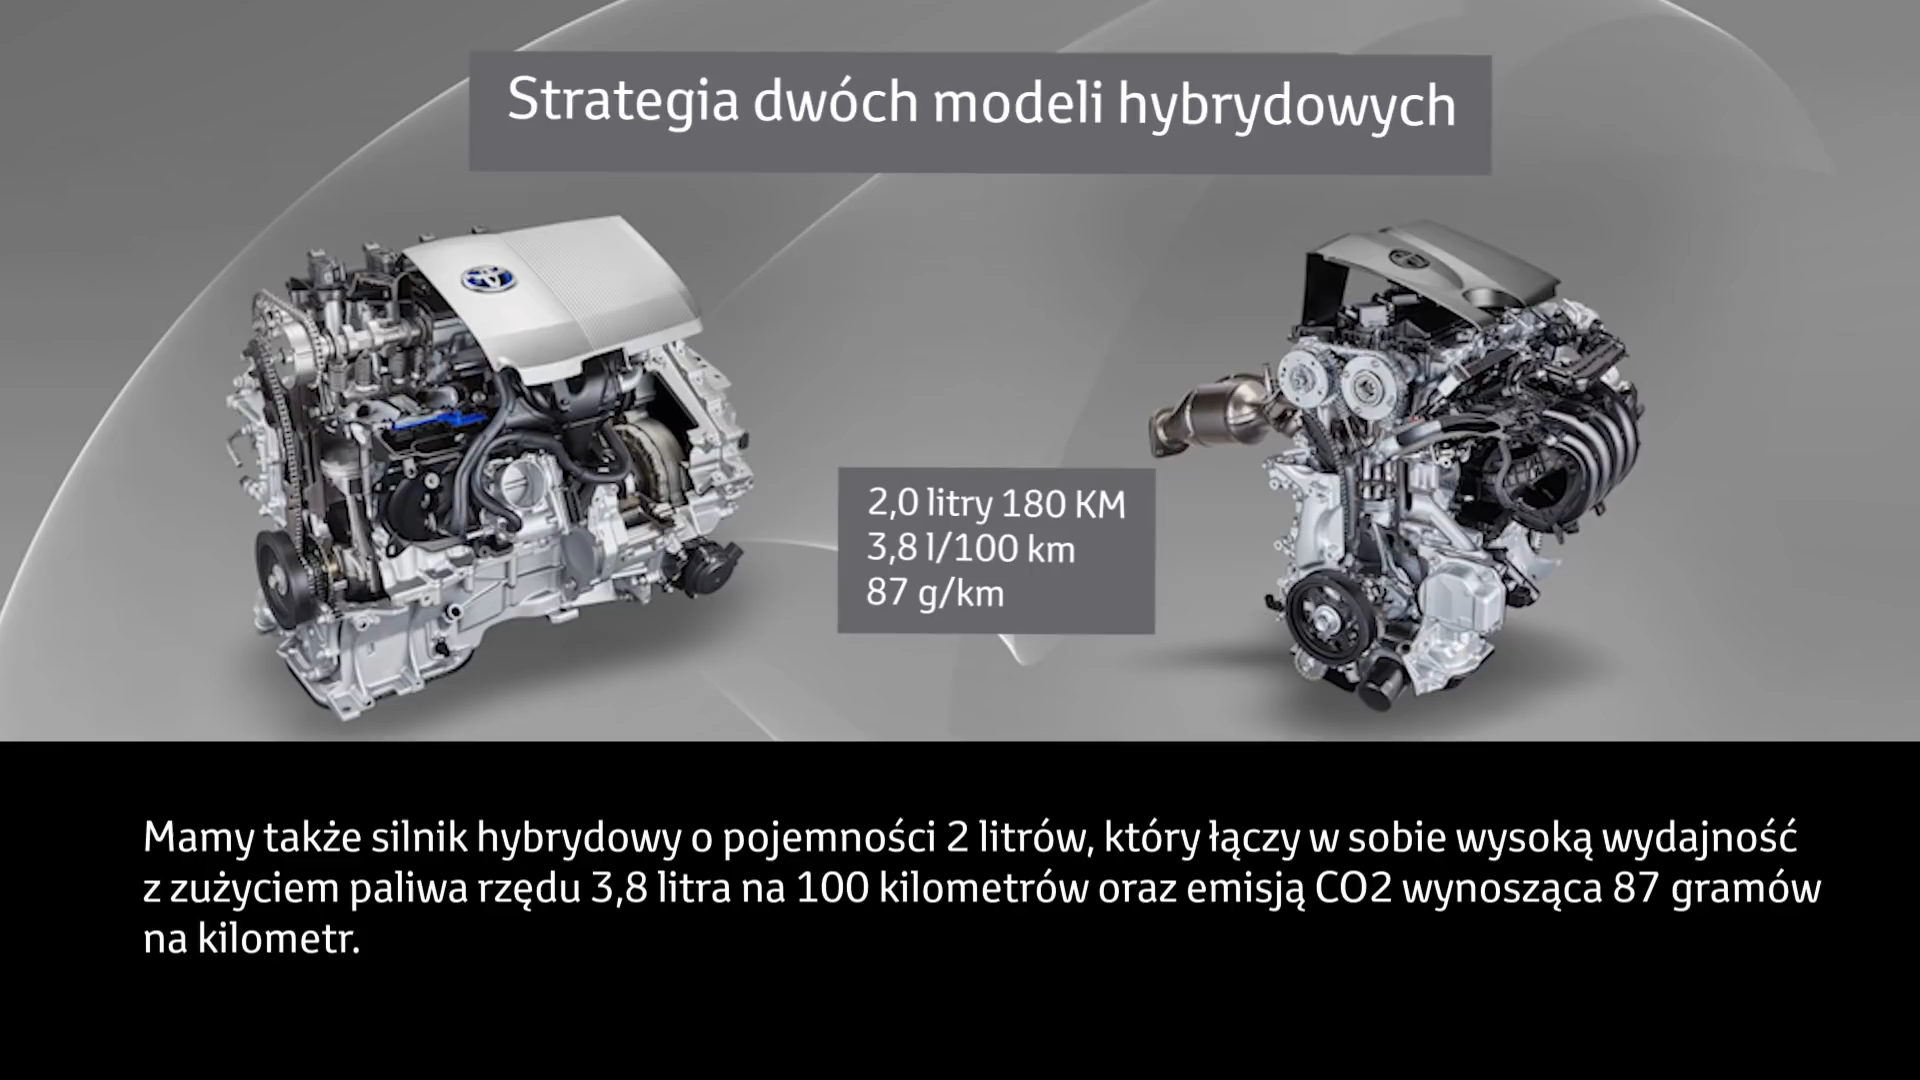 Strategia dwóch modeli hybrydowych
2,0 litry 180 KM
3,8 l/100 km
87 g/km
Mamy także silnik hybrydowy o pojemności 2 litrów, który łączy w sobie wysoką wydajność
z zużyciem paliwa rzędu 3,8 litra na 100 kilometrów oraz emisją CO2 wynosząca 87 gramów
na kilometr.